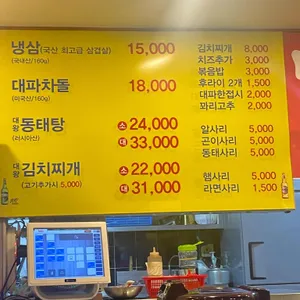 냉삼(국산 최고급 삼겹살) 15,000
(국내산/160g)
대파차돌 18,000
(미국산/160g)
대왕 동태탕 소 24,000
(러시아산) 대 33,000
대왕 김치찌개 소 22,000
(고기추가시 5,000) 대 31,000
김치찌개 8,000
치즈추가 3,000
볶음밥 3,000
후라이 2개 1,500
대파한접시 2,000
꽈리고추 2,000
알사리 5,000
곤이사리 5,000
동태사리 5,000
햄사리 5,000
라면사리 1,500